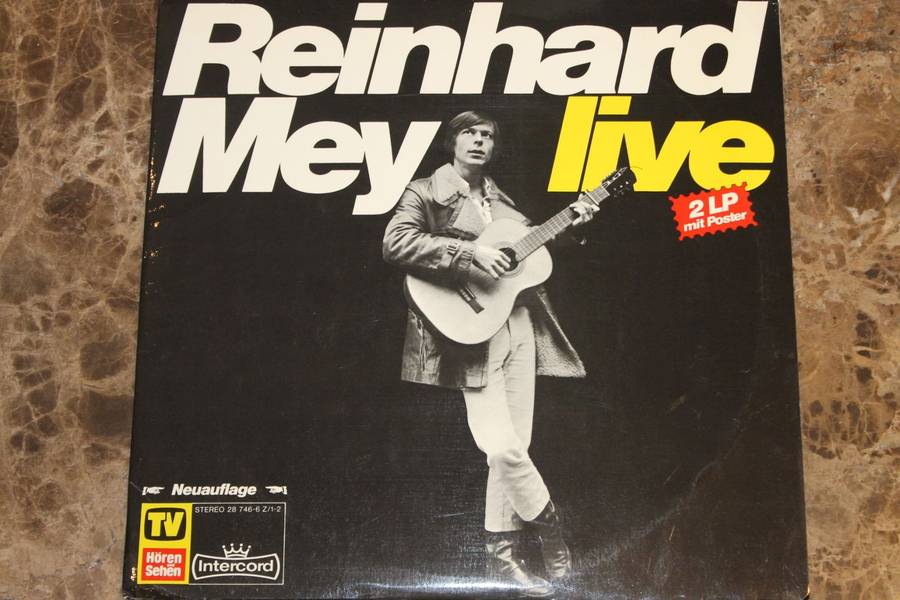 Reinhard
Mey live
2 LP
mit Poster
Neuauflage
TV
Hören
Sehen
STEREO 28 746-6 Z/1-2
Intercord